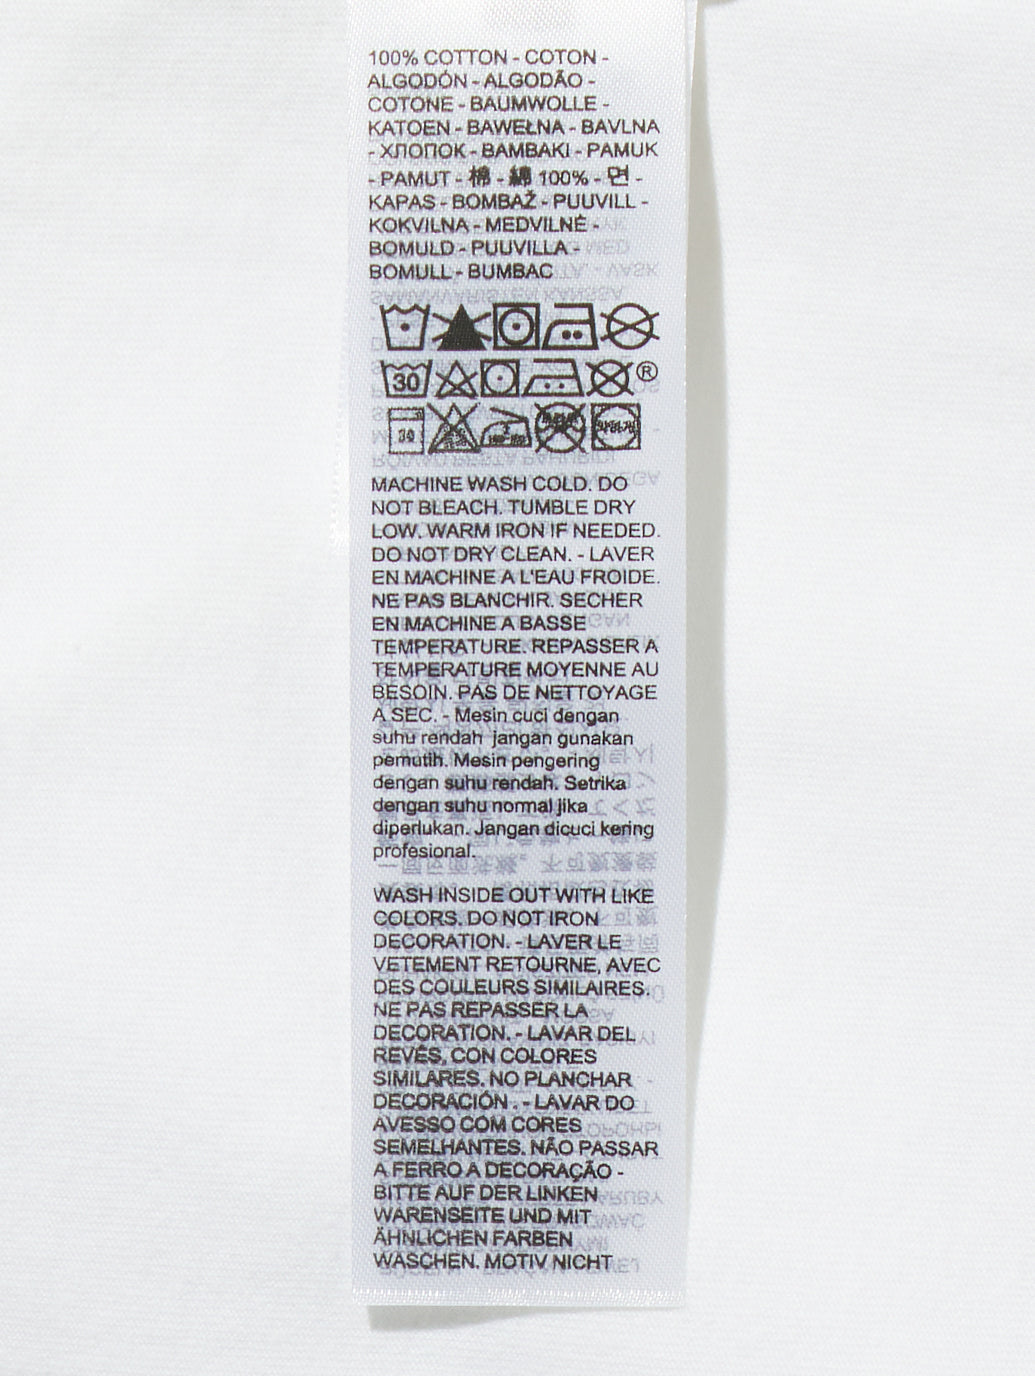 100% COTTON - COTON -
ALGODÓN - ALGODÃO -
COTONE - BAUMWOLLE -
KATOEN - BAWEŁNA - BAVLNA
- ХЛОПОК - BAMBAKI - PAMUK
- PAMUT - 棉 - 綿 100% - 면 -
KAPAS - BOMBAŽ - PUUVILL -
KOKVILNA - MEDVILNĖ -
BOMULD - PUUVILLA -
BOMULL - BUMBAC
30 ®
30
MACHINE WASH COLD. DO
NOT BLEACH. TUMBLE DRY
LOW. WARM IRON IF NEEDED.
DO NOT DRY CLEAN. - LAVER
EN MACHINE A L'EAU FROIDE.
NE PAS BLANCHIR. SECHER
EN MACHINE A BASSE
TEMPERATURE. REPASSER A
TEMPERATURE MOYENNE AU
BESOIN. PAS DE NETTOYAGE
A SEC. - Mesin cuci dengan
suhu rendah jangan gunakan
pemutih. Mesin pengering
dengan suhu rendah. Setrika
dengan suhu normal jika
diperlukan. Jangan dicuci kering
profesional.
WASH INSIDE OUT WITH LIKE
COLORS. DO NOT IRON
DECORATION. - LAVER LE
VETEMENT RETOURNE, AVEC
DES COULEURS SIMILAIRES.
NE PAS REPASSER LA
DECORATION. - LAVAR DEL
REVÉS, CON COLORES
SIMILARES. NO PLANCHAR
DECORACIÓN . - LAVAR DO
AVESSO COM CORES
SEMELHANTES. NÃO PASSAR
A FERRO A DECORAÇÃO -
BITTE AUF DER LINKEN
WARENSEITE UND MIT
ÄHNLICHEN FARBEN
WASCHEN. MOTIV NICHT